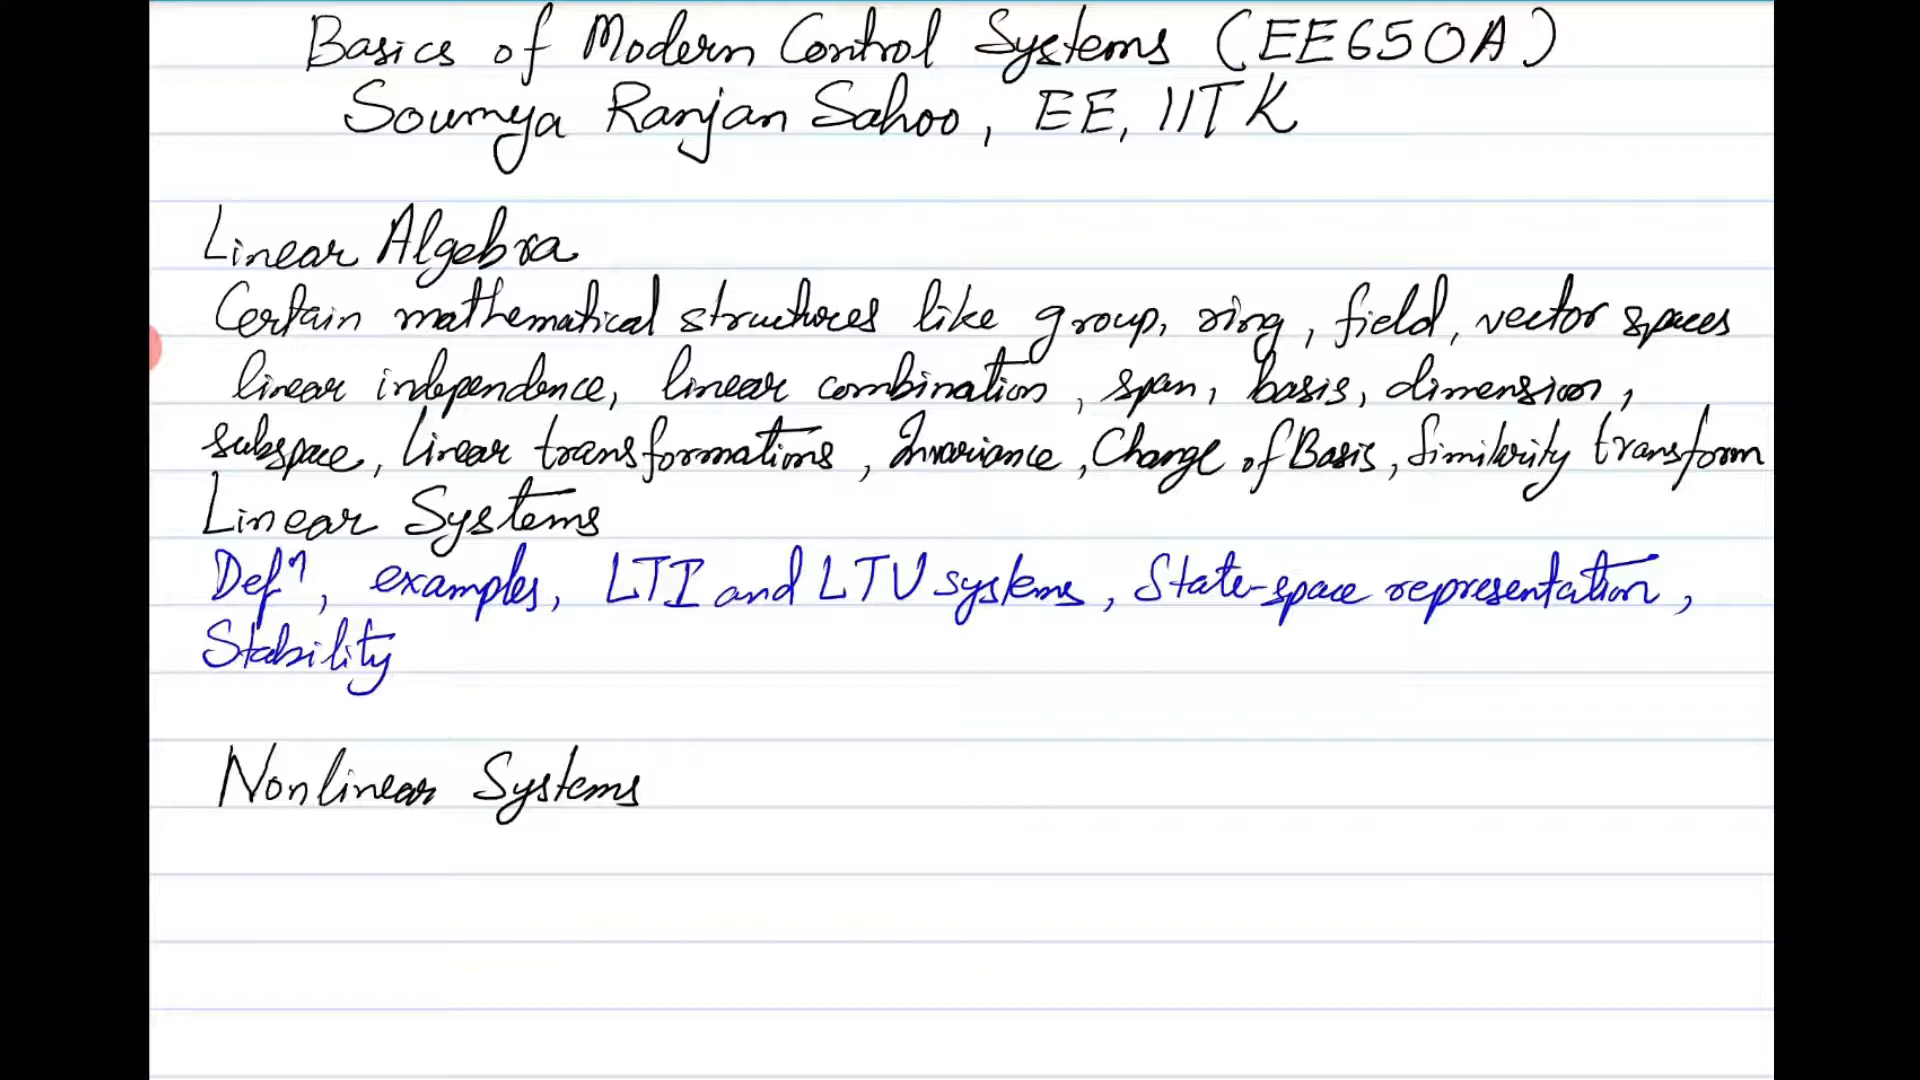 Basics of Modern Control Systems (EE650A)
Soumya Ranjan Sahoo, EE, IITK
Linear Algebra
Certain mathematical structures like group, ring, field, vector spaces
linear independence, linear combination, span, basis, dimension,
subspace, linear transformations, Invariance, Change of Basis, Similarity transform
Linear Systems
Defⁿ, examples, LTI and LTV systems, State-space representation,
Stability
Nonlinear Systems